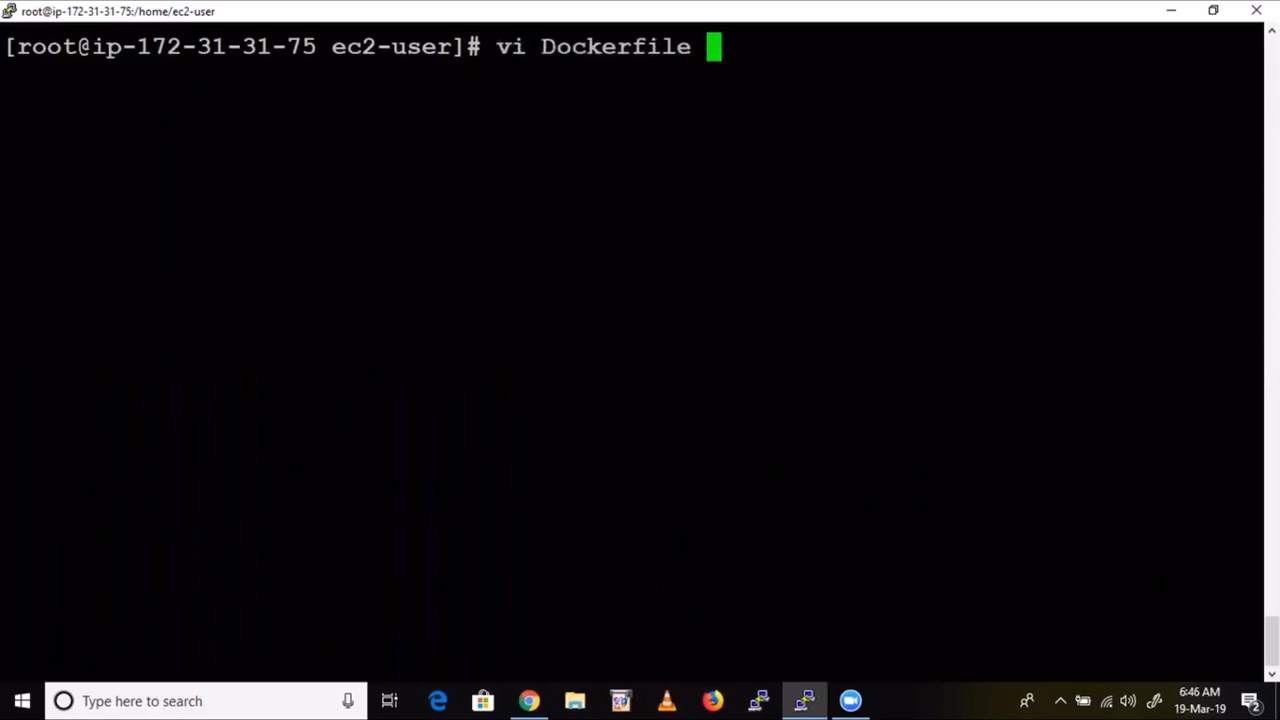 root@ip-172-31-31-75:/home/ec2-user
[root@ip-172-31-31-75 ec2-user]# vi Dockerfile
Type here to search
6:46 AM
19-Mar-19
2